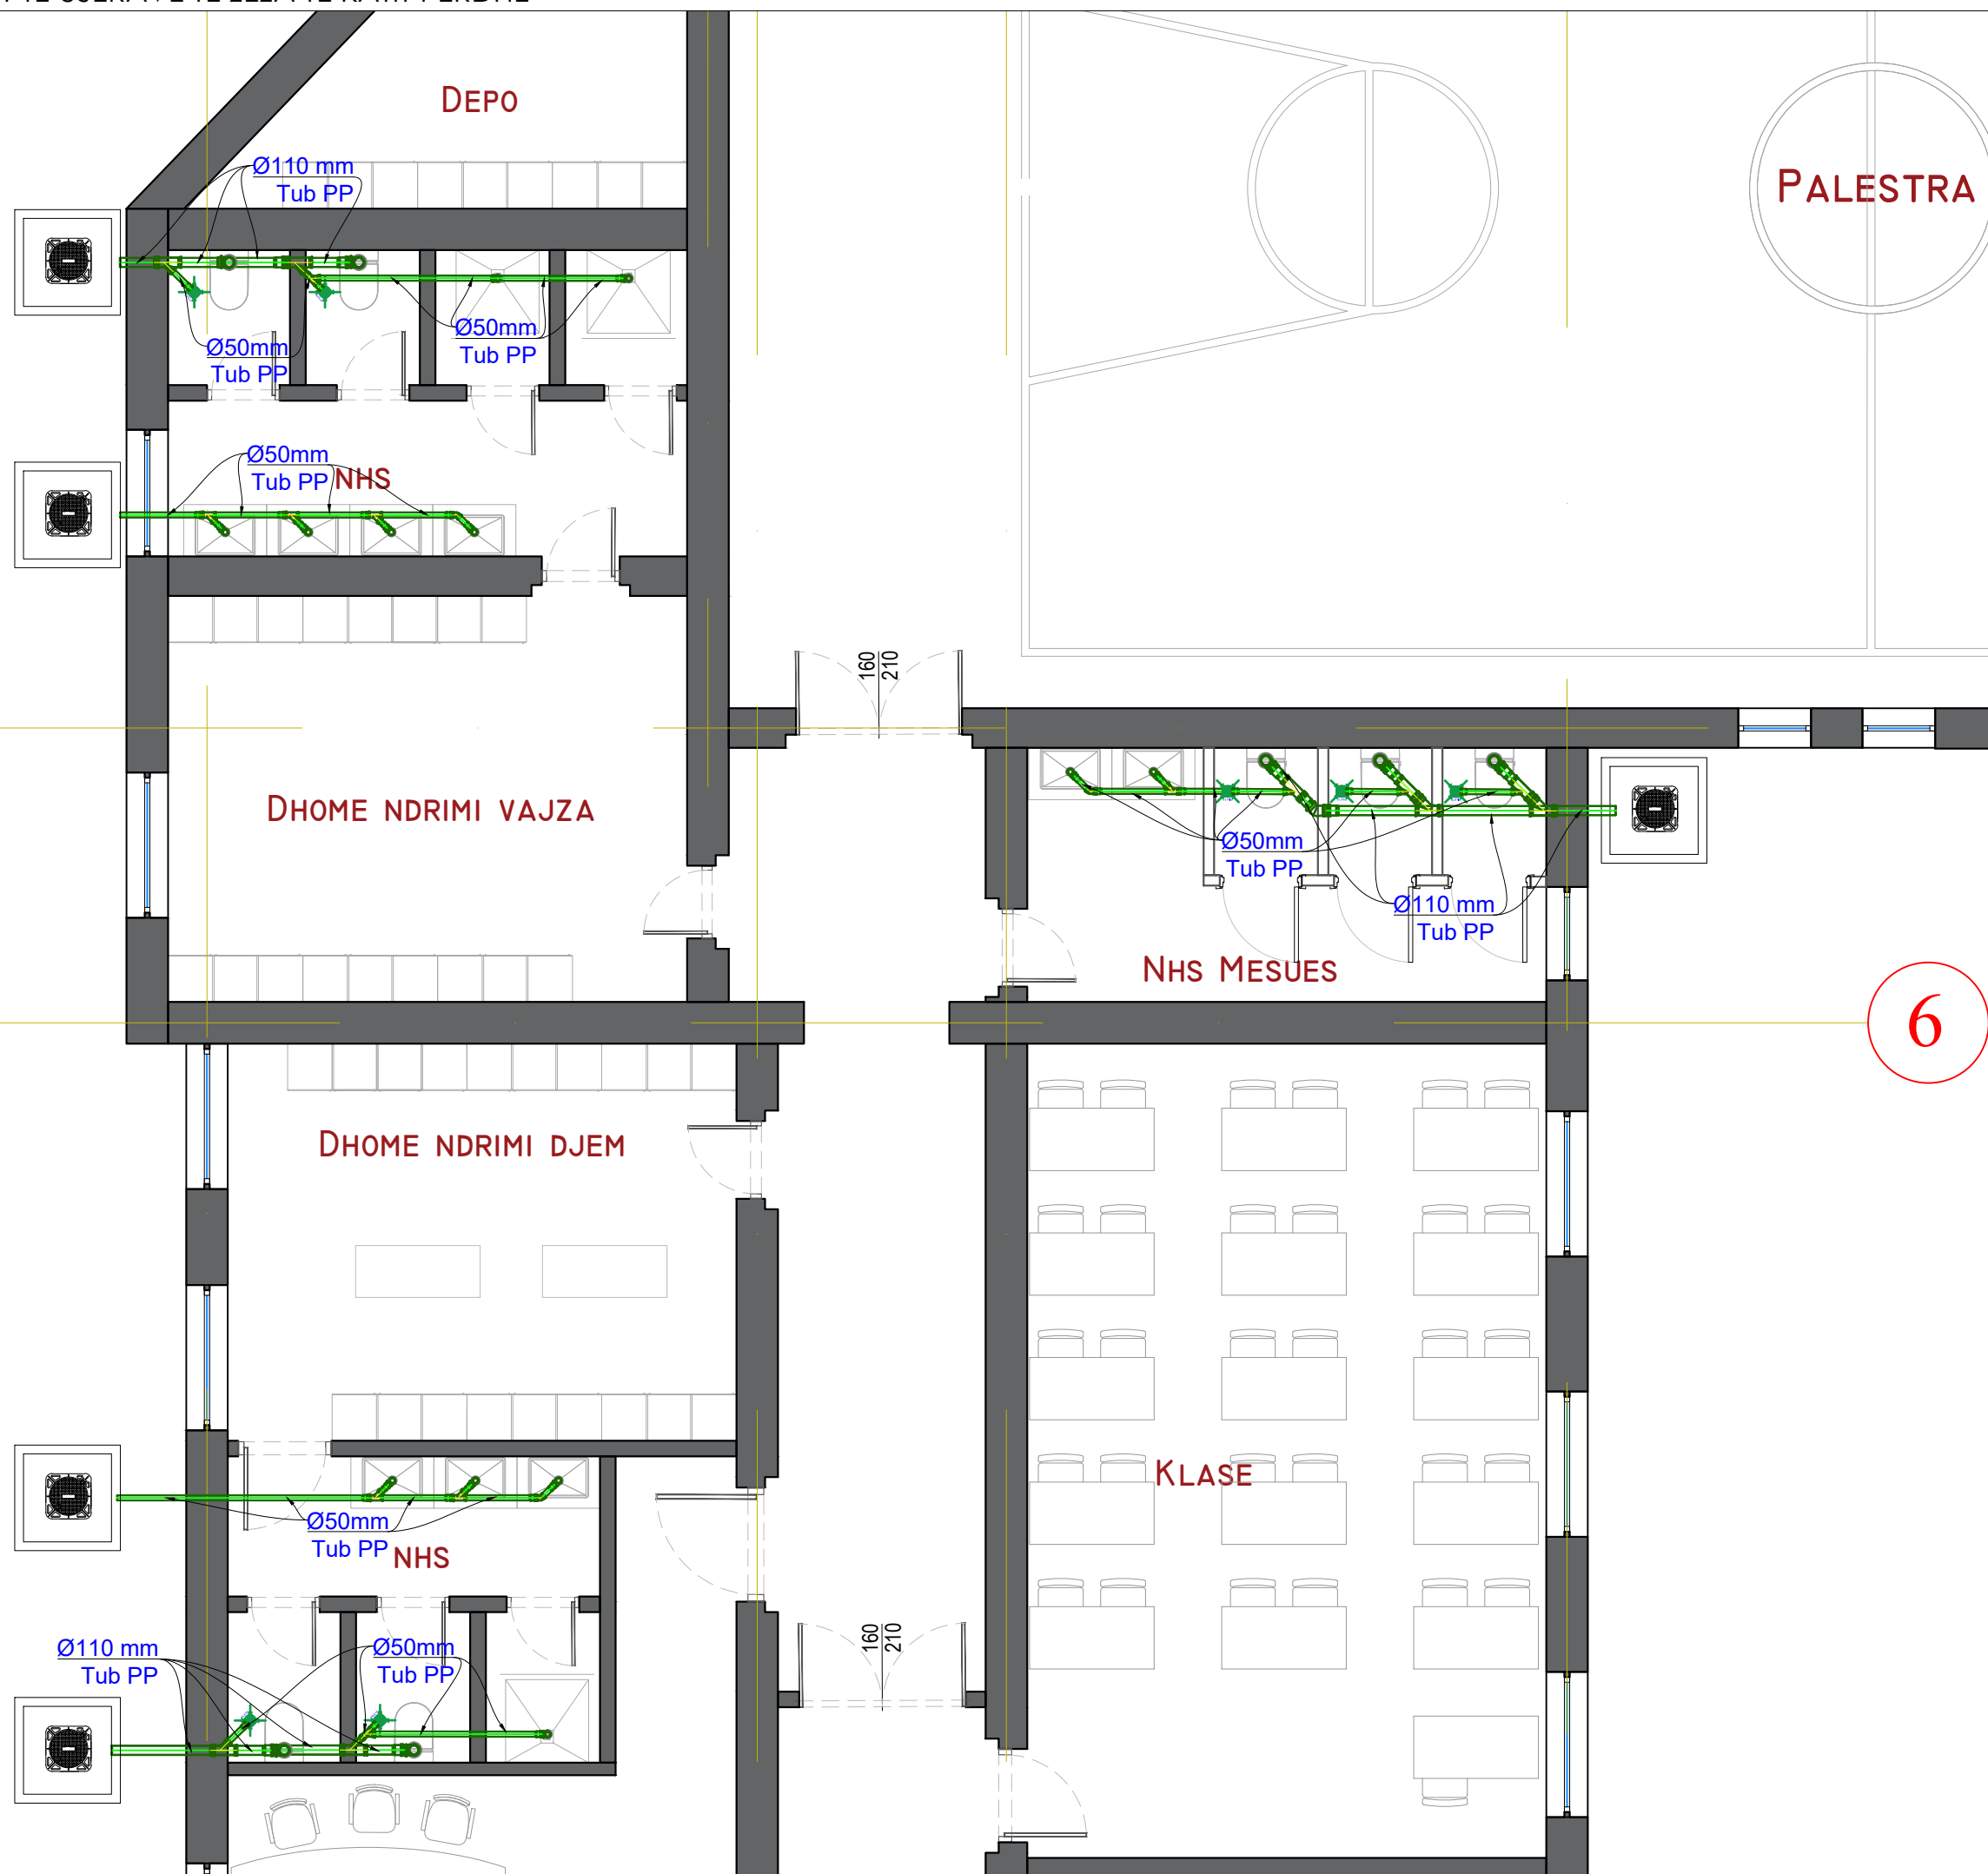 DEPO
Ø110 mm
Tub PP
PALESTRA
Ø50mm
Tub PP
Ø50mm
Tub PP
Ø50mm
Tub PP
NHS
160
210
DHOME NDRIMI VAJZA
Ø50mm
Tub PP
Ø110 mm
Tub PP
NHS MESUES
6
DHOME NDRIMI DJEM
KLASE
Ø50mm
Tub PP
NHS
160
210
Ø110 mm
Tub PP
Ø50mm
Tub PP